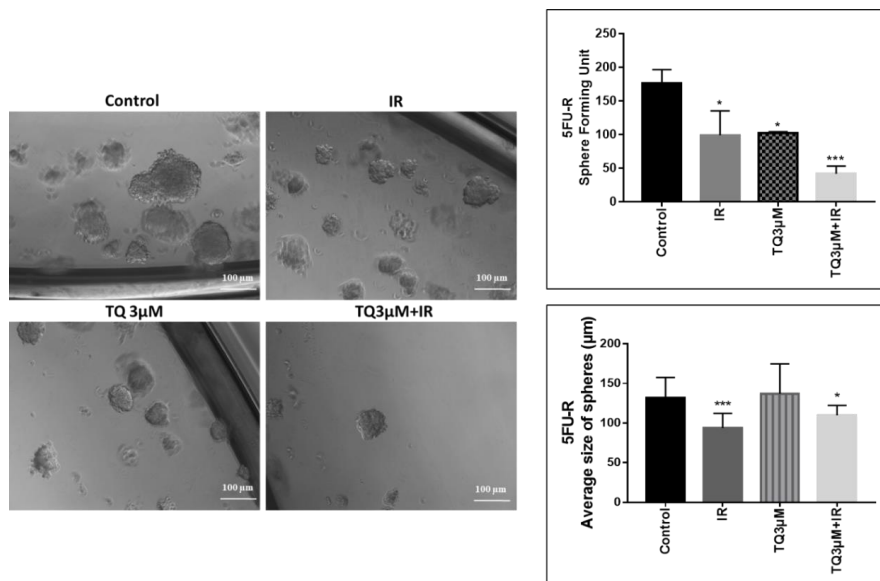 Control
IR
100 µm
100 µm
TQ 3µM
TQ3µM+IR
100 µm
100 µm
5FU-R
Sphere Forming Unit
250
200
150
100
50
0
*
*
***
Control
IR
TQ3µM
TQ3µM+IR
5FU-R
Average size of spheres (µm)
200
150
100
50
0
***
*
Control
IR
TQ3µM
TQ3µM+IR